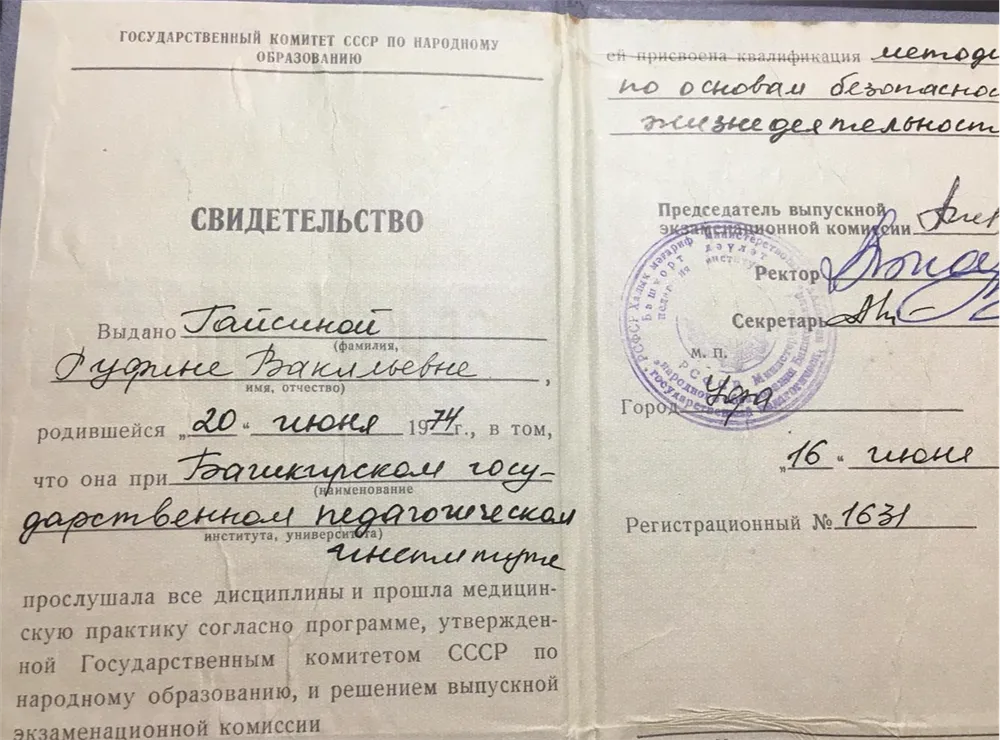 ГОСУДАРСТВЕННЫЙ КОМИТЕТ СССР ПО НАРОДНОМУ
ОБРАЗОВАНИЮ
СВИДЕТЕЛЬСТВО
Выдано Гайсиной
(фамилия,
Руфине Вакильевне,
имя, отчество)
родившейся „20“ июня 1974 г., в том,
что она при Башкирском госу-
(наименование
дарственном педагогическом
института, университета)
институте
прослушала все дисциплины и прошла медицин-
скую практику согласно программе, утвержден-
ной Государственным комитетом СССР по
народному образованию, и решением выпускной
экзаменационной комиссии
ей присвоена квалификация методи
по основам безопаснос
жизнедеятельност
Председатель выпускной
экзаменационной комиссии
Ректор
Секретарь
М. П.
Город Уфа
„16“ июня
Регистрационный № 1631